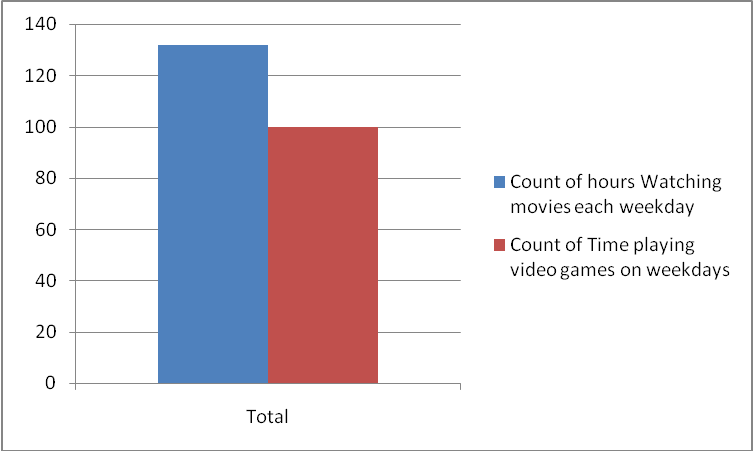 140
120
100
80
60
40
20
0
Total
Count of hours Watching
movies each weekday
Count of Time playing
video games on weekdays